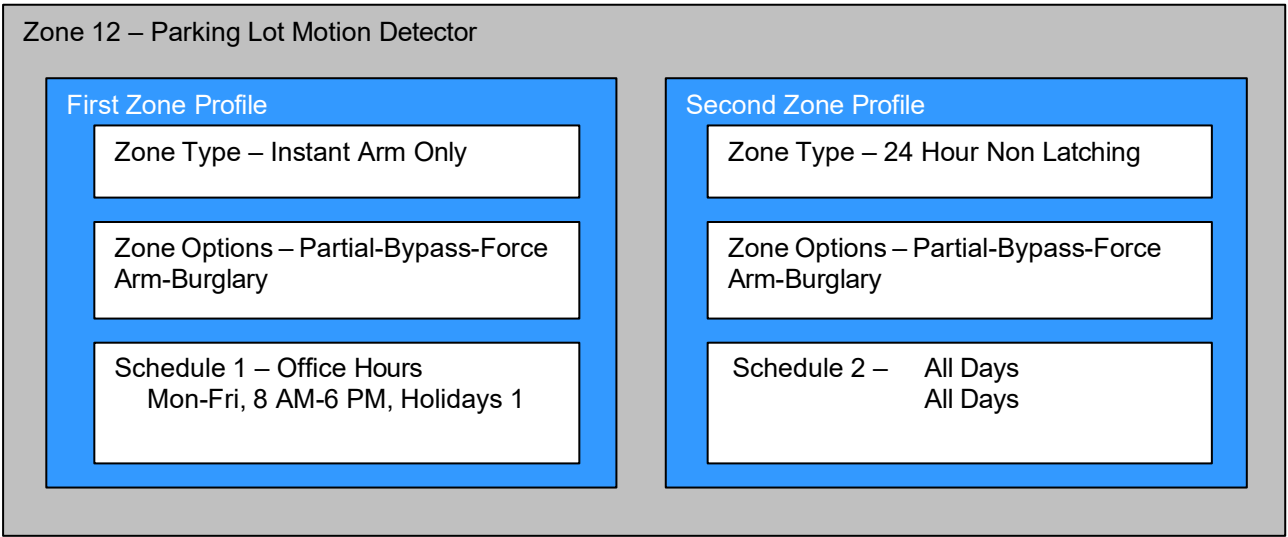 Zone 12 – Parking Lot Motion Detector
First Zone Profile
Zone Type – Instant Arm Only
Zone Options – Partial-Bypass-Force
Arm-Burglary
Schedule 1 – Office Hours
Mon-Fri, 8 AM-6 PM, Holidays 1
Second Zone Profile
Zone Type – 24 Hour Non Latching
Zone Options – Partial-Bypass-Force
Arm-Burglary
Schedule 2 – All Days
All Days